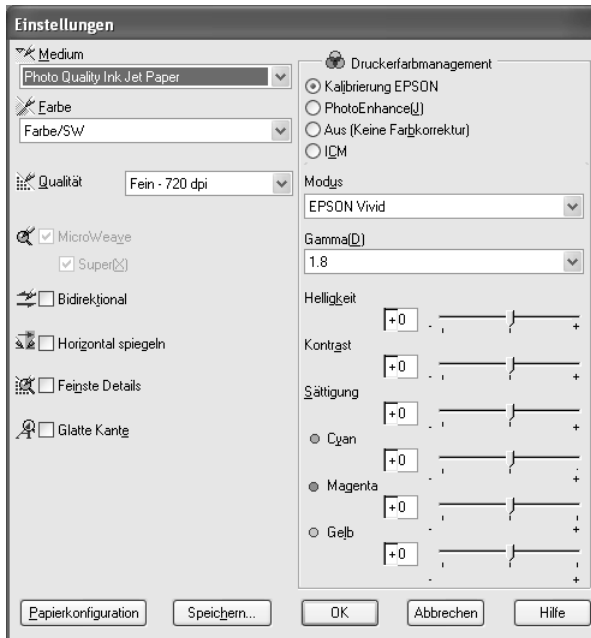 Einstellungen
Medium
Photo Quality Ink Jet Paper
Farbe
Farbe/SW
Qualität
Fein - 720 dpi
MicroWeave
Super(X)
Bidirektional
Horizontal spiegeln
Feinste Details
Glatte Kante
Druckerfarbmanagement
Kalibrierung EPSON
PhotoEnhance(J)
Aus (Keine Farbkorrektur)
ICM
Modus
EPSON Vivid
Gamma(D)
1.8
Helligkeit
+0 - +
Kontrast
+0 - +
Sättigung
+0 - +
Cyan
+0 - +
Magenta
+0 - +
Gelb
+0 - +
Papierkonfiguration
Speichern...
OK
Abbrechen
Hilfe